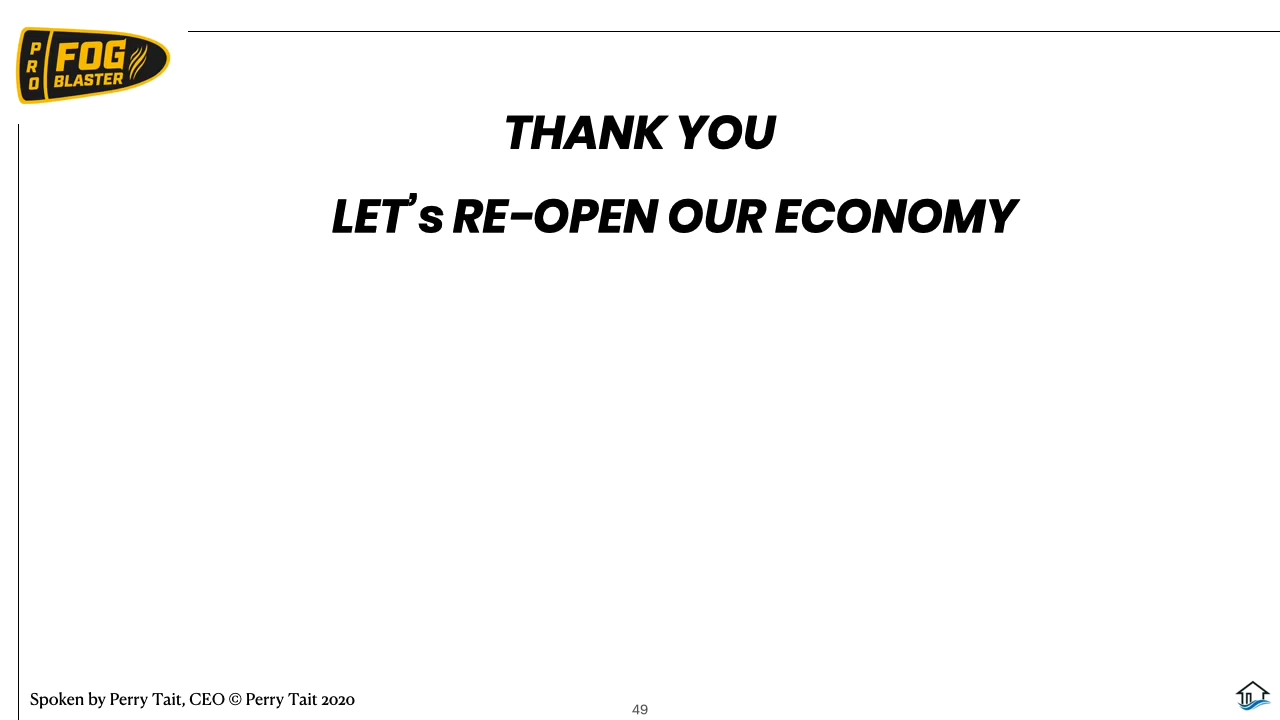 PRO
FOG
BLASTER
THANK YOU
LET’s RE-OPEN OUR ECONOMY
Spoken by Perry Tait, CEO © Perry Tait 2020
49